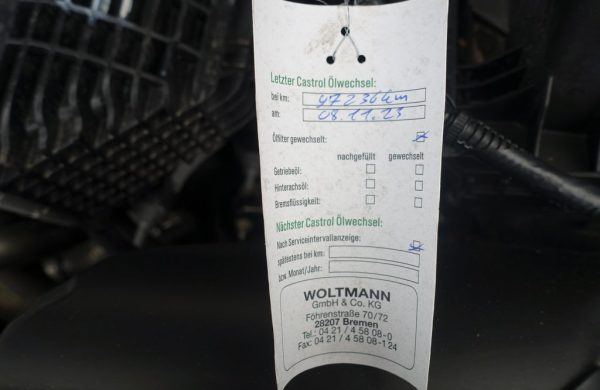 Letzter Castrol Ölwechsel:
bei km: 47236km
am: 08.11.23
Ölfilter gewechselt:
nachgefüllt gewechselt
Getriebeöl:
Hinterachsöl:
Bremsflüssigkeit:
Nächster Castrol Ölwechsel:
Nach Serviceintervallanzeige:
spätestens bei km:
bzw. Monat/Jahr:
WOLTMANN
GmbH & Co. KG
Föhrenstraße 70/72
28207 Bremen
Tel.: 04 21 / 4 58 08-0
Fax: 04 21 / 4 58 08-124